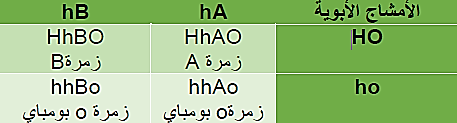 الأمشاج الأبوية hA hB
HO HhAO HhBO
زمرة A زمرةB
ho hhAo hhBo
زمرةo بومباي زمرة o بومباي